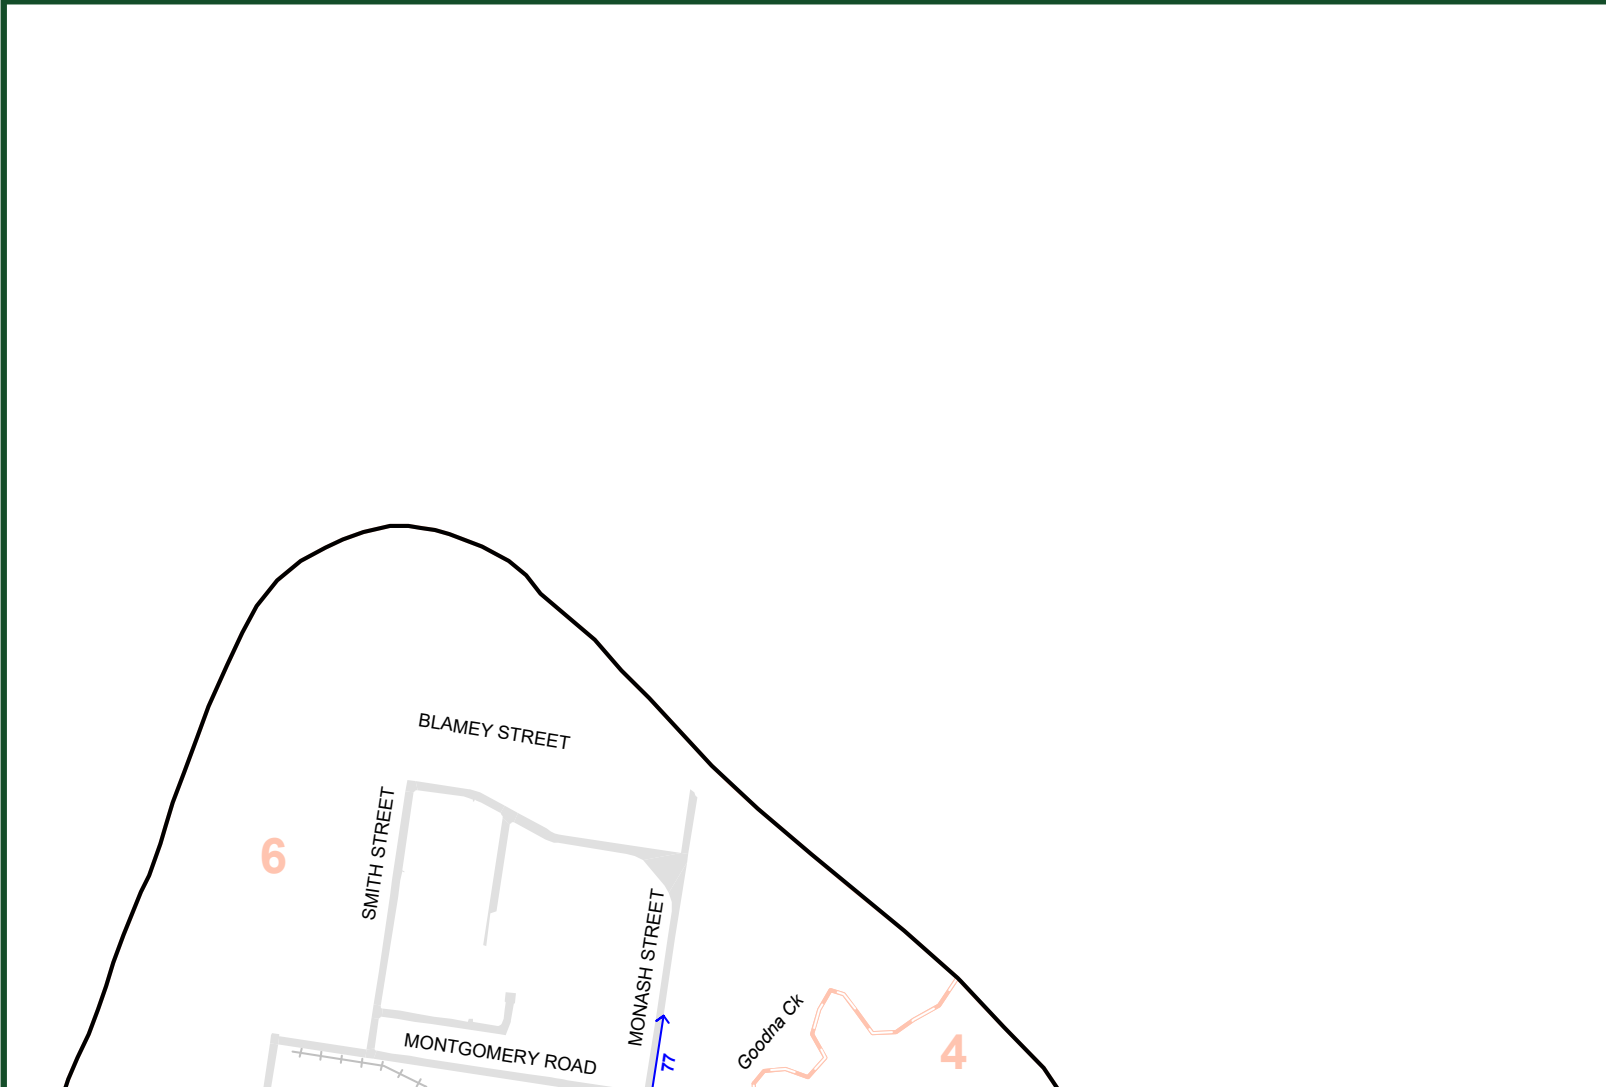 BLAMEY STREET
SMITH STREET
6
MONASH STREET
Goodna Ck
4
MONTGOMERY ROAD
77